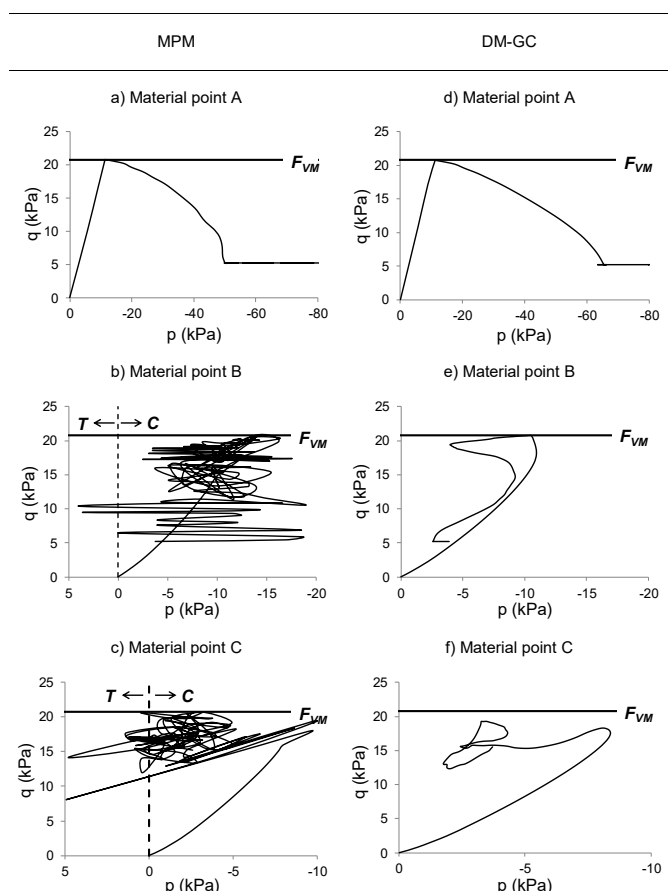 MPM DM-GC
a) Material point A d) Material point A
25
20
15
10
5
0
q (kPa)
F_VM
0 -20 -40 -60 -80
p (kPa)
25
20
15
10
5
0
q (kPa)
F_VM
0 -20 -40 -60 -80
p (kPa)
b) Material point B e) Material point B
25
20
15
10
5
0
q (kPa)
T C
F_VM
5 0 -5 -10 -15 -20
p (kPa)
25
20
15
10
5
0
q (kPa)
F_VM
0 -5 -10 -15 -20
p (kPa)
c) Material point C f) Material point C
25
20
15
10
5
0
q (kPa)
T C
F_VM
5 0 -5 -10
p (kPa)
25
20
15
10
5
0
q (kPa)
F_VM
0 -5 -10
p (kPa)